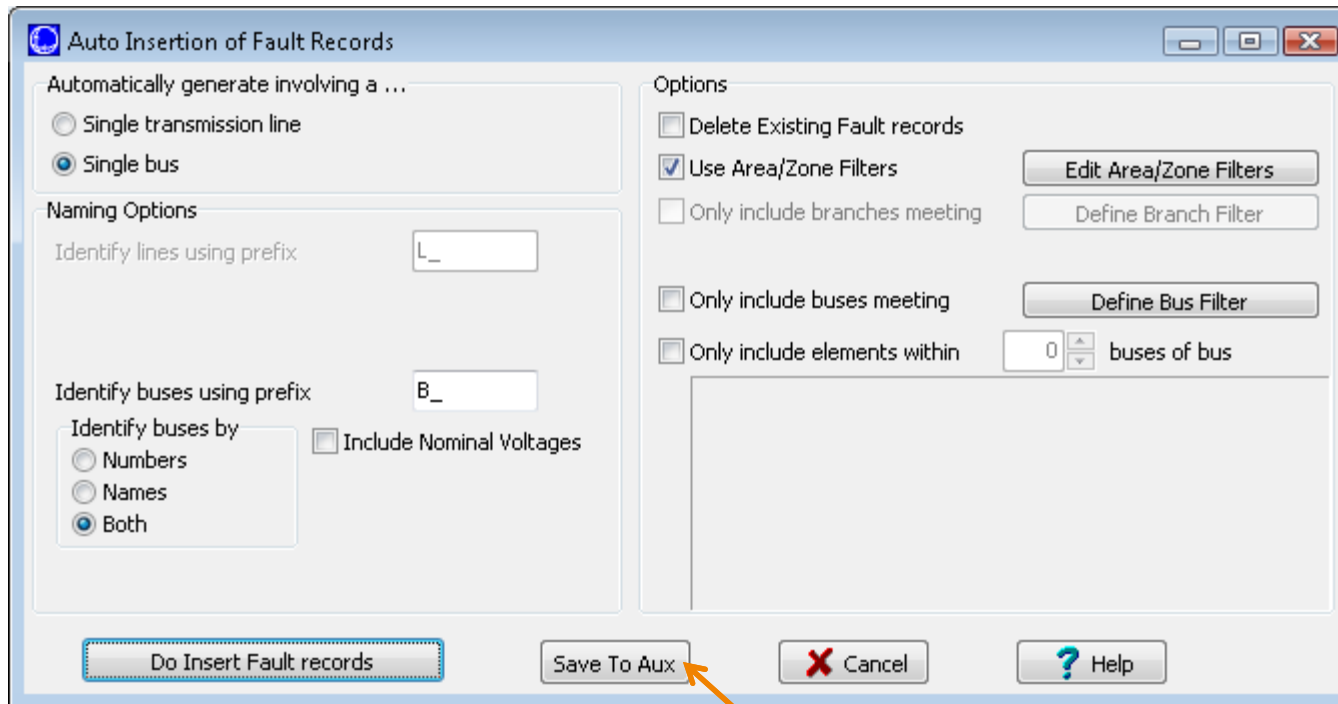 Auto Insertion of Fault Records
Automatically generate involving a ...
Single transmission line
Single bus
Naming Options
Identify lines using prefix L_
Identify buses using prefix B_
Identify buses by
Numbers
Names
Both
Include Nominal Voltages
Options
Delete Existing Fault records
Use Area/Zone Filters Edit Area/Zone Filters
Only include branches meeting Define Branch Filter
Only include buses meeting Define Bus Filter
Only include elements within 0 buses of bus
Do Insert Fault records Save To Aux Cancel ? Help